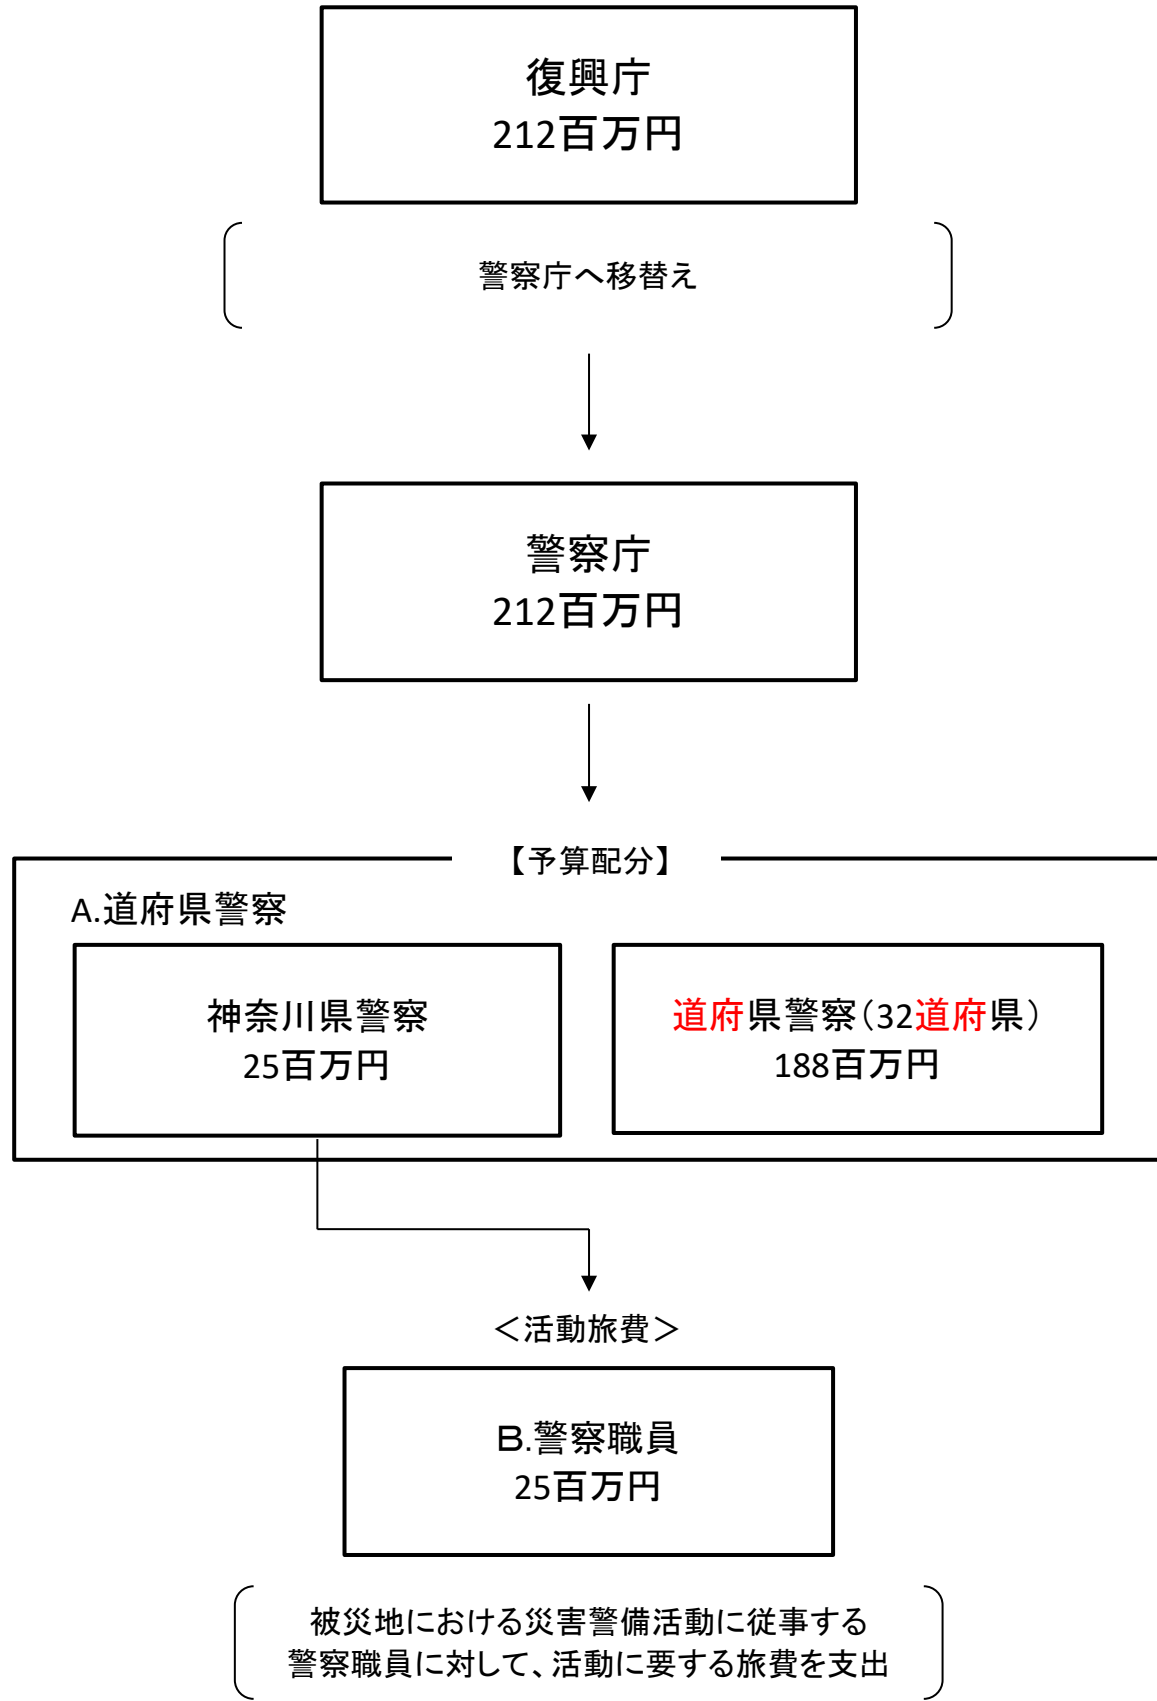 復興庁
212百万円
警察庁へ移替え
警察庁
212百万円
【予算配分】
A.道府県警察
神奈川県警察
25百万円
道府県警察(32道府県)
188百万円
＜活動旅費＞
B.警察職員
25百万円
被災地における災害警備活動に従事する
警察職員に対して、活動に要する旅費を支出